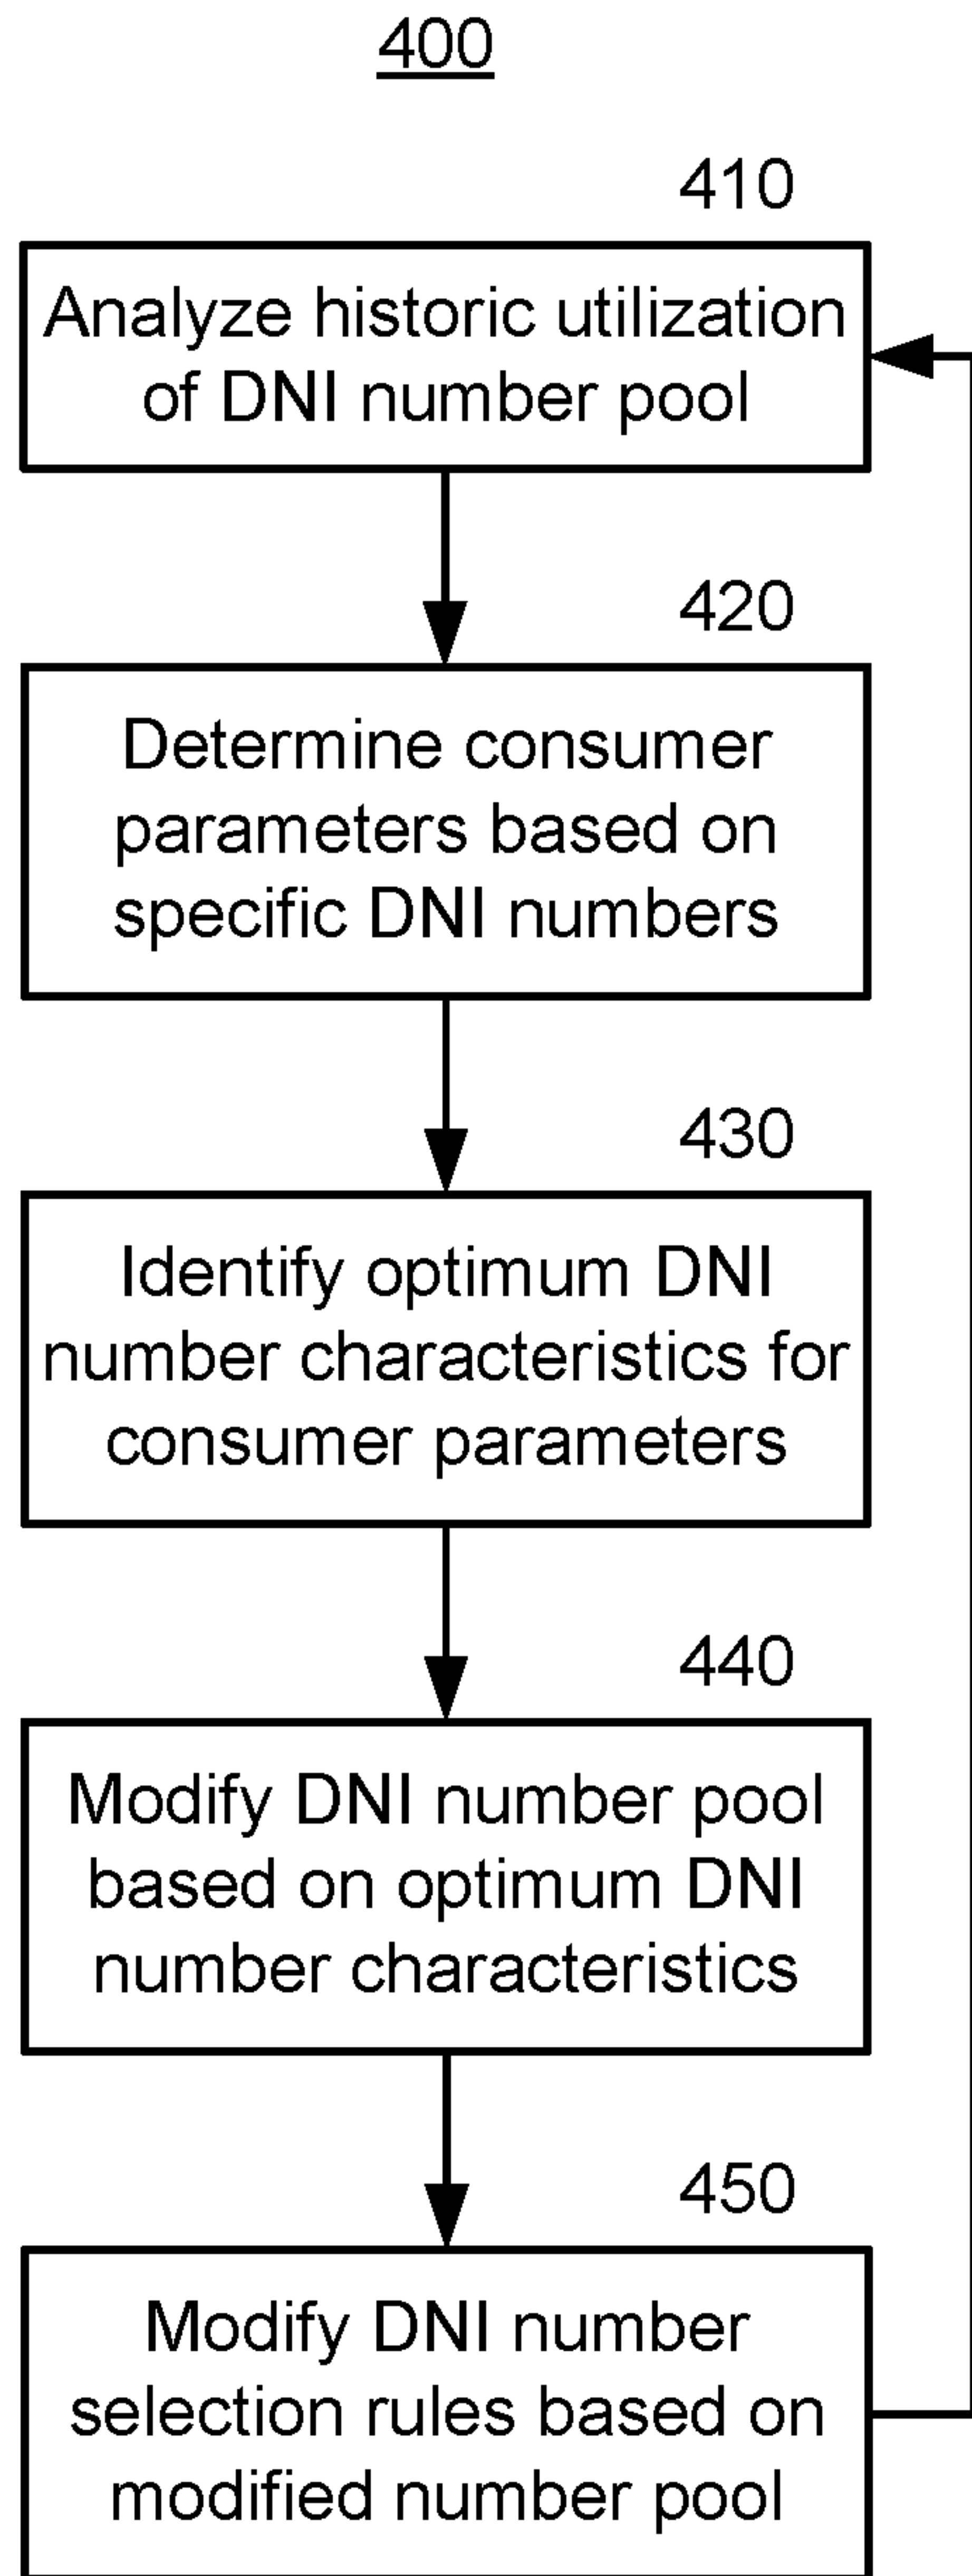 400
410
Analyze historic utilization
of DNI number pool
420
Determine consumer
parameters based on
specific DNI numbers
430
Identify optimum DNI
number characteristics for
consumer parameters
440
Modify DNI number pool
based on optimum DNI
number characteristics
450
Modify DNI number
selection rules based on
modified number pool